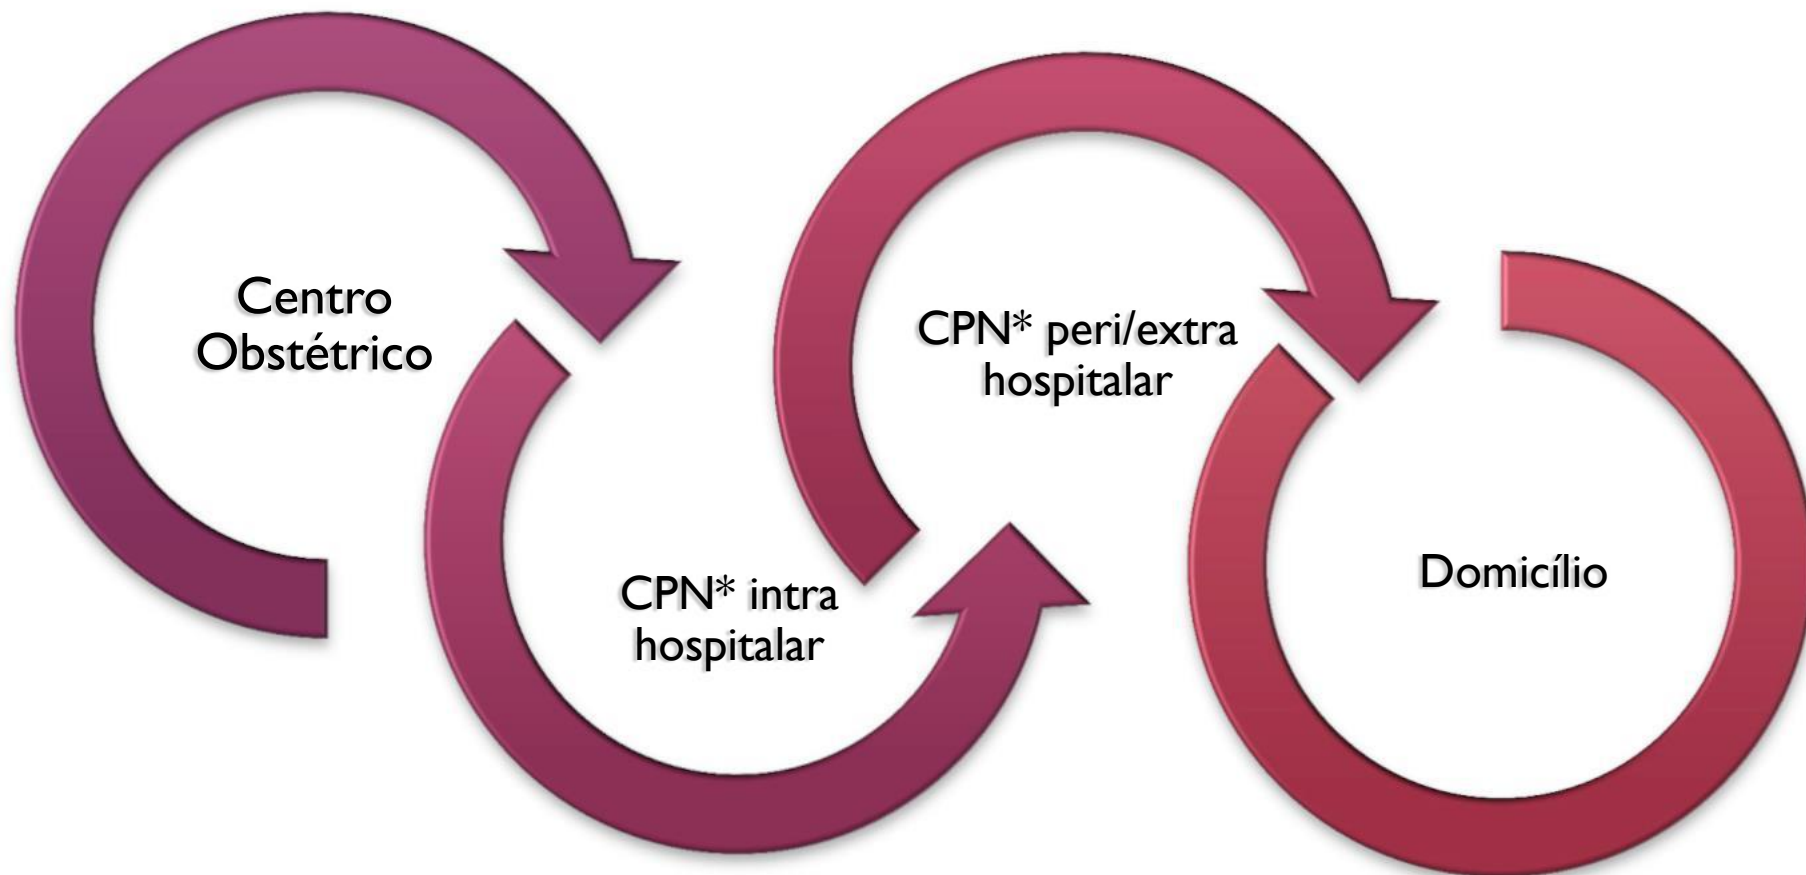 Centro
Obstétrico
CPN* intra
hospitalar
CPN* peri/extra
hospitalar
Domicílio